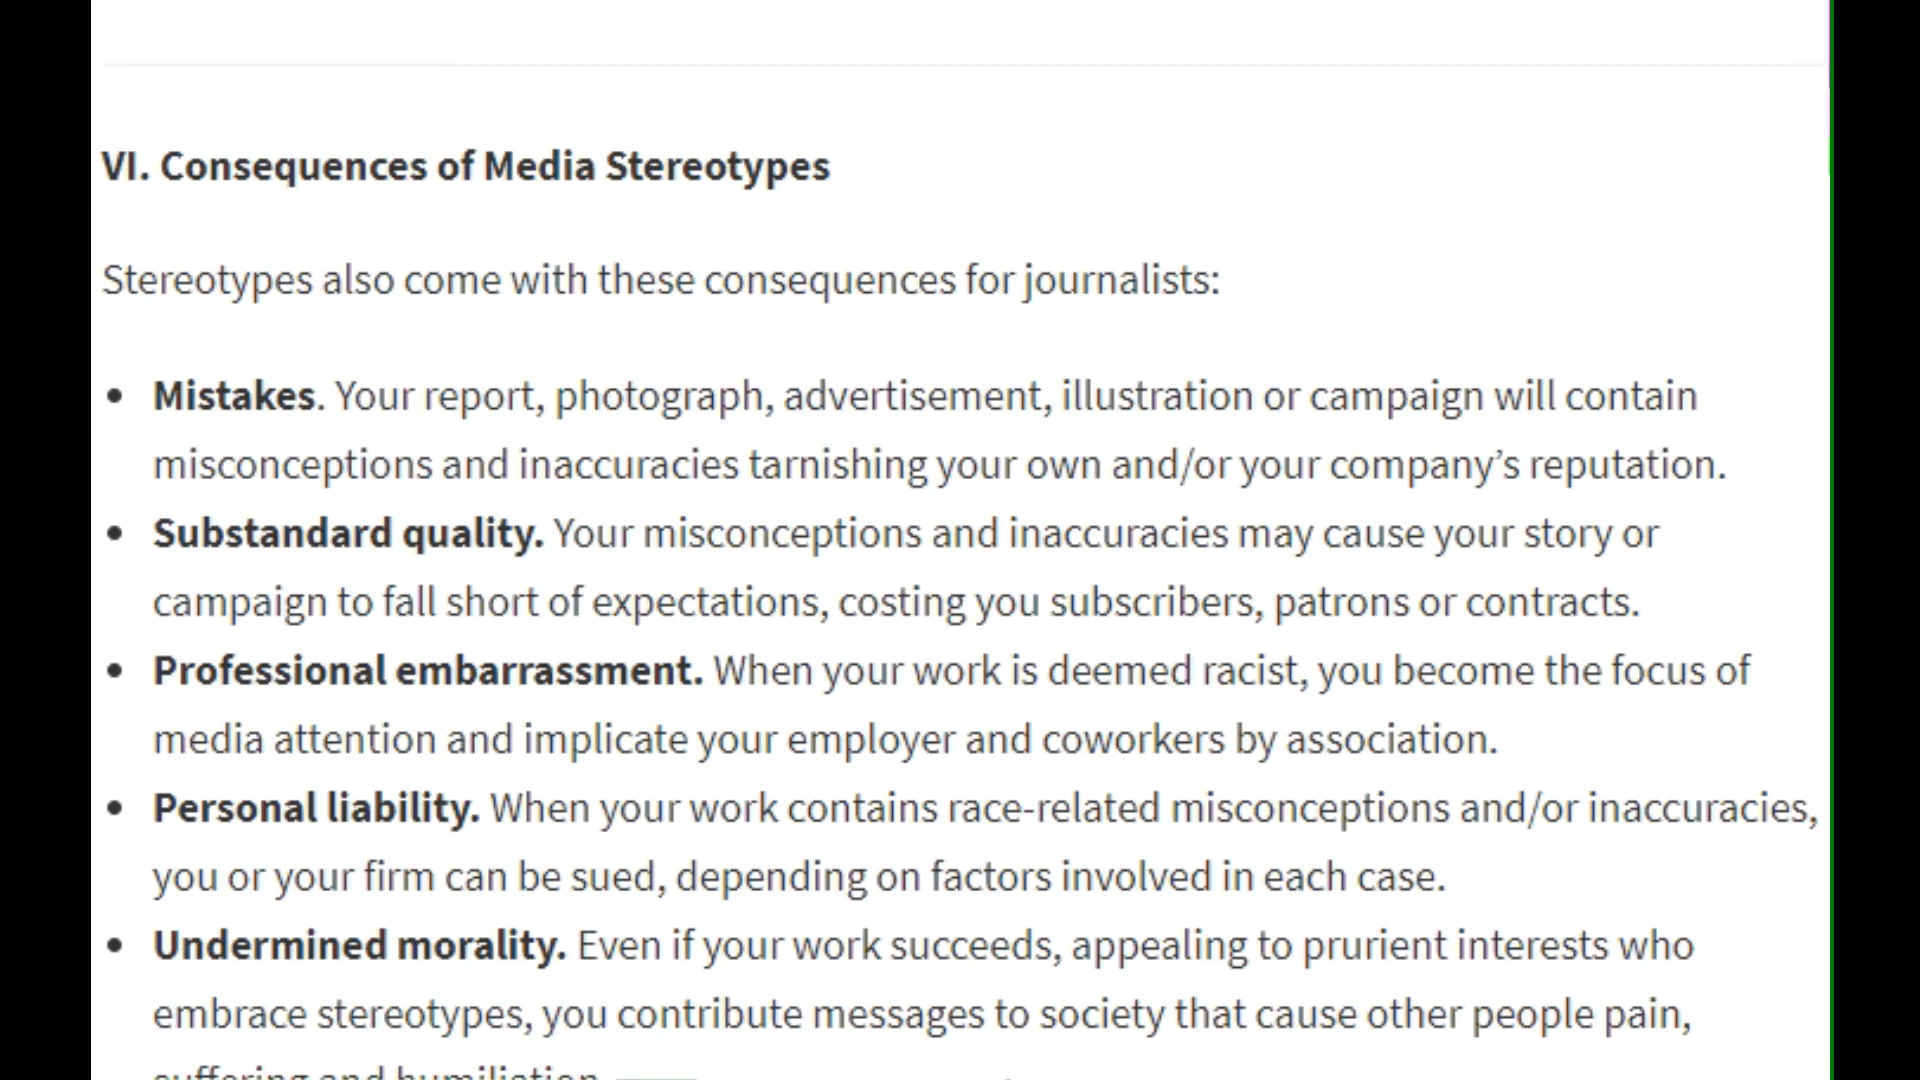 VI. Consequences of Media Stereotypes
Stereotypes also come with these consequences for journalists:
• Mistakes. Your report, photograph, advertisement, illustration or campaign will contain
misconceptions and inaccuracies tarnishing your own and/or your company’s reputation.
• Substandard quality. Your misconceptions and inaccuracies may cause your story or
campaign to fall short of expectations, costing you subscribers, patrons or contracts.
• Professional embarrassment. When your work is deemed racist, you become the focus of
media attention and implicate your employer and coworkers by association.
• Personal liability. When your work contains race-related misconceptions and/or inaccuracies,
you or your firm can be sued, depending on factors involved in each case.
• Undermined morality. Even if your work succeeds, appealing to prurient interests who
embrace stereotypes, you contribute messages to society that cause other people pain,
suffering and humiliation.